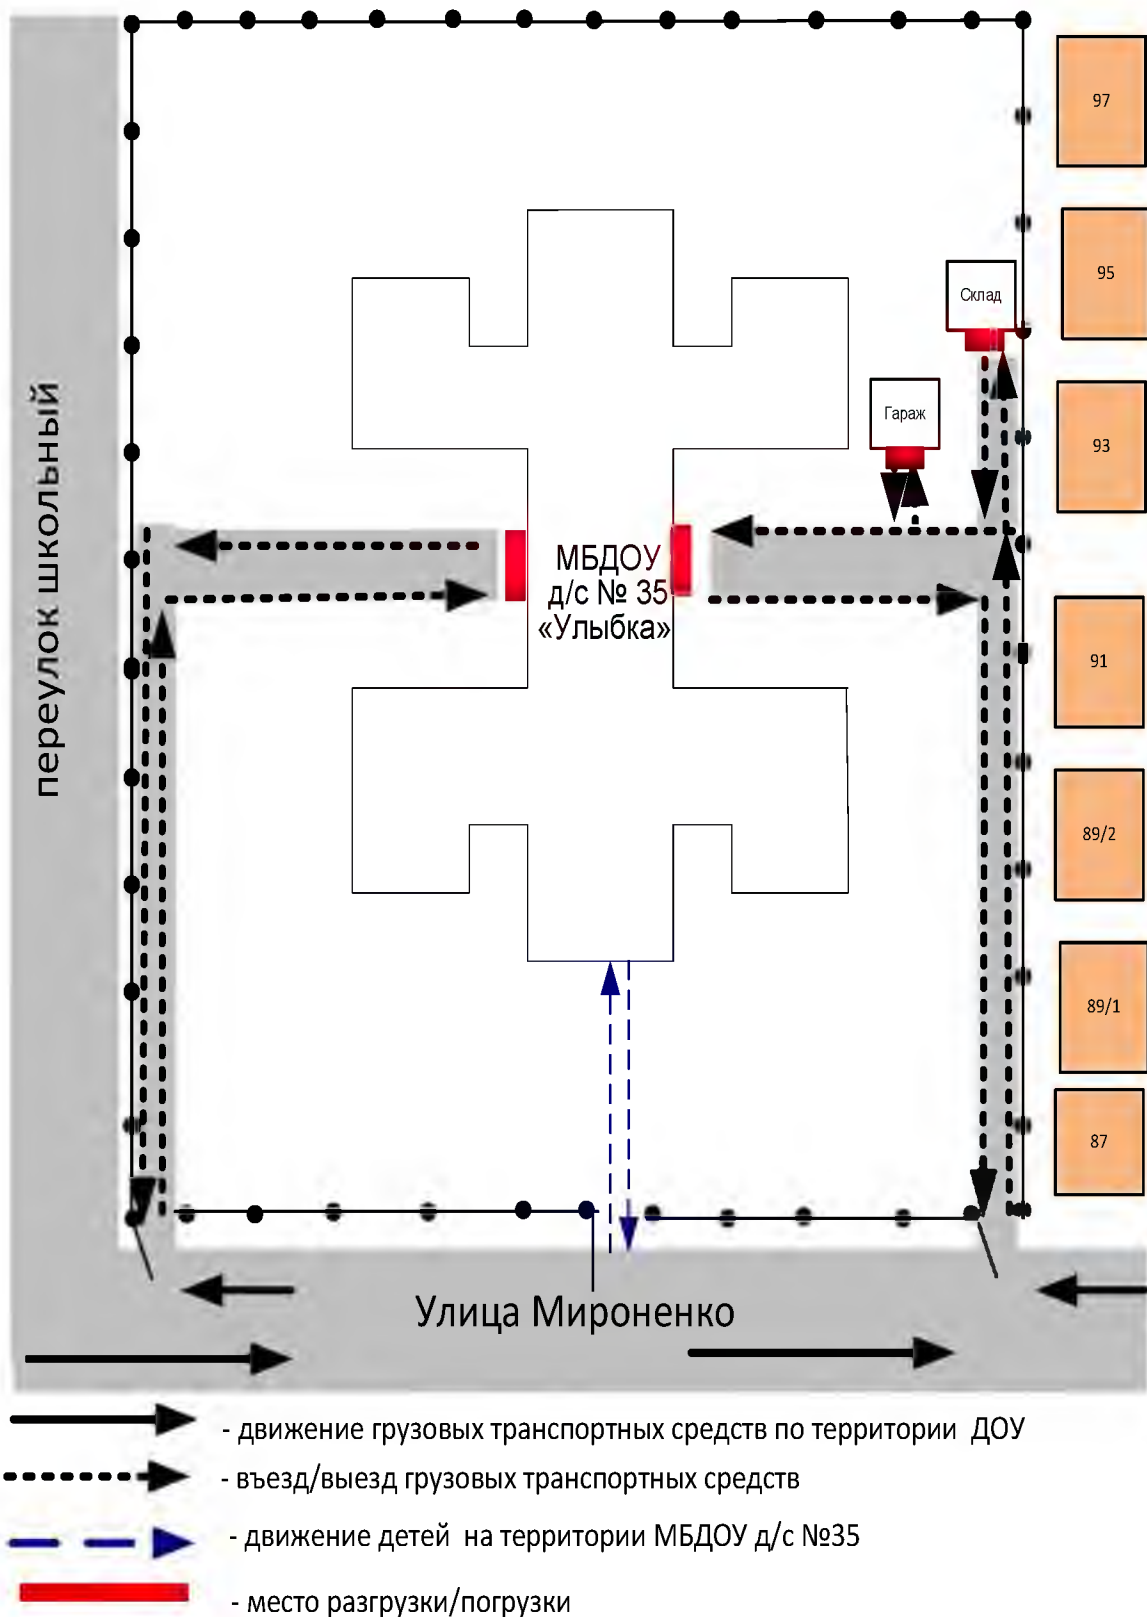 97
95
Склад
Гараж
93
переулок школьный
МБДОУ
д/с № 35
«Улыбка»
91
89/2
89/1
87
Улица Мироненко
- движение грузовых транспортных средств по территории ДОУ
- въезд/выезд грузовых транспортных средств
- движение детей на территории МБДОУ д/с №35
- место разгрузки/погрузки